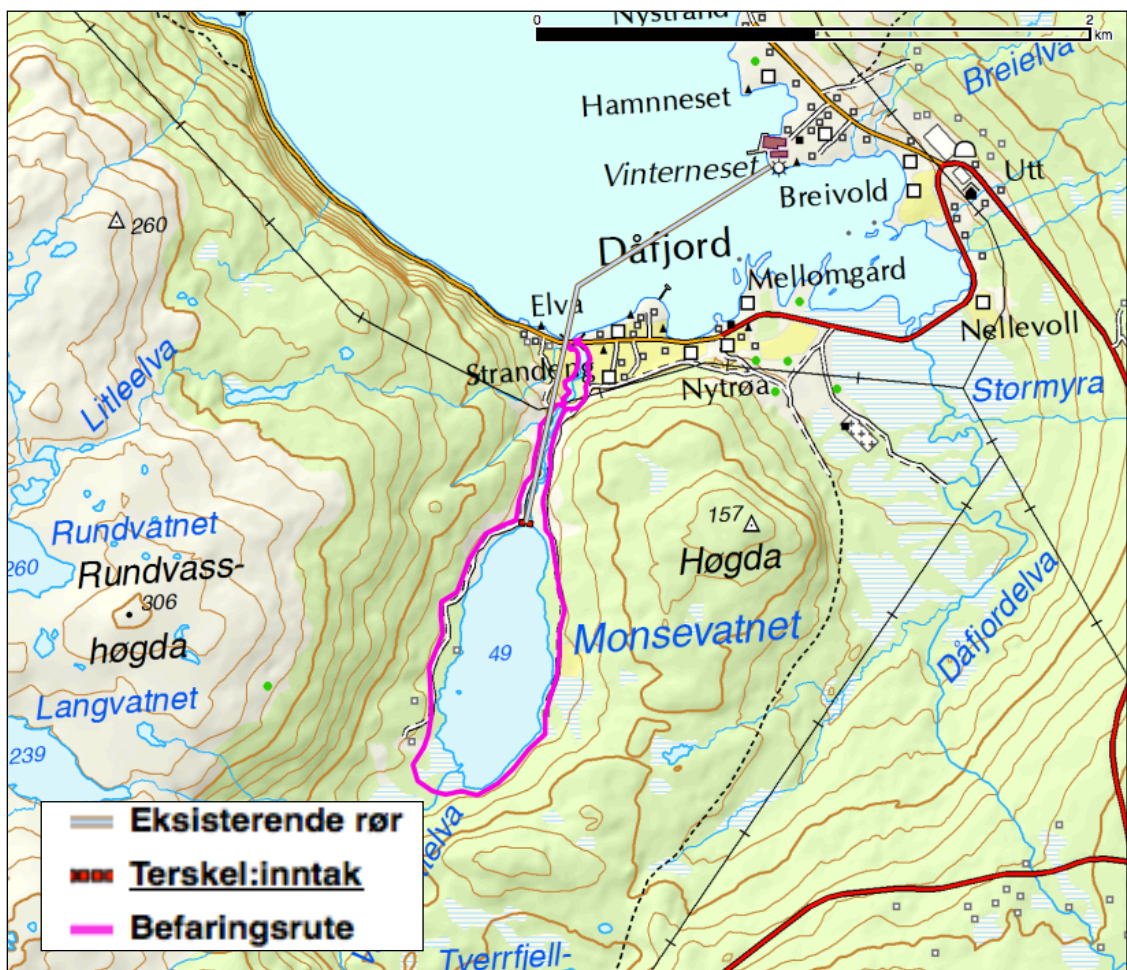 Nystrand
0
2
km
Breielva
Hamnneset
Vinterneset
Utt
Breivold
260
Dåfjord
Mellomgård
Elva
Nellevoll
Litleelva
Strandeng
Nytrøa
Stormyra
157
Høgda
Rundvatnet
260
Rundvass-
306
høgda
Monsevatnet
49
Dåfjordelva
Langvatnet
239
Eksisterende rør
Terskel:inntak
Befaringsrute
Tverrfjell-